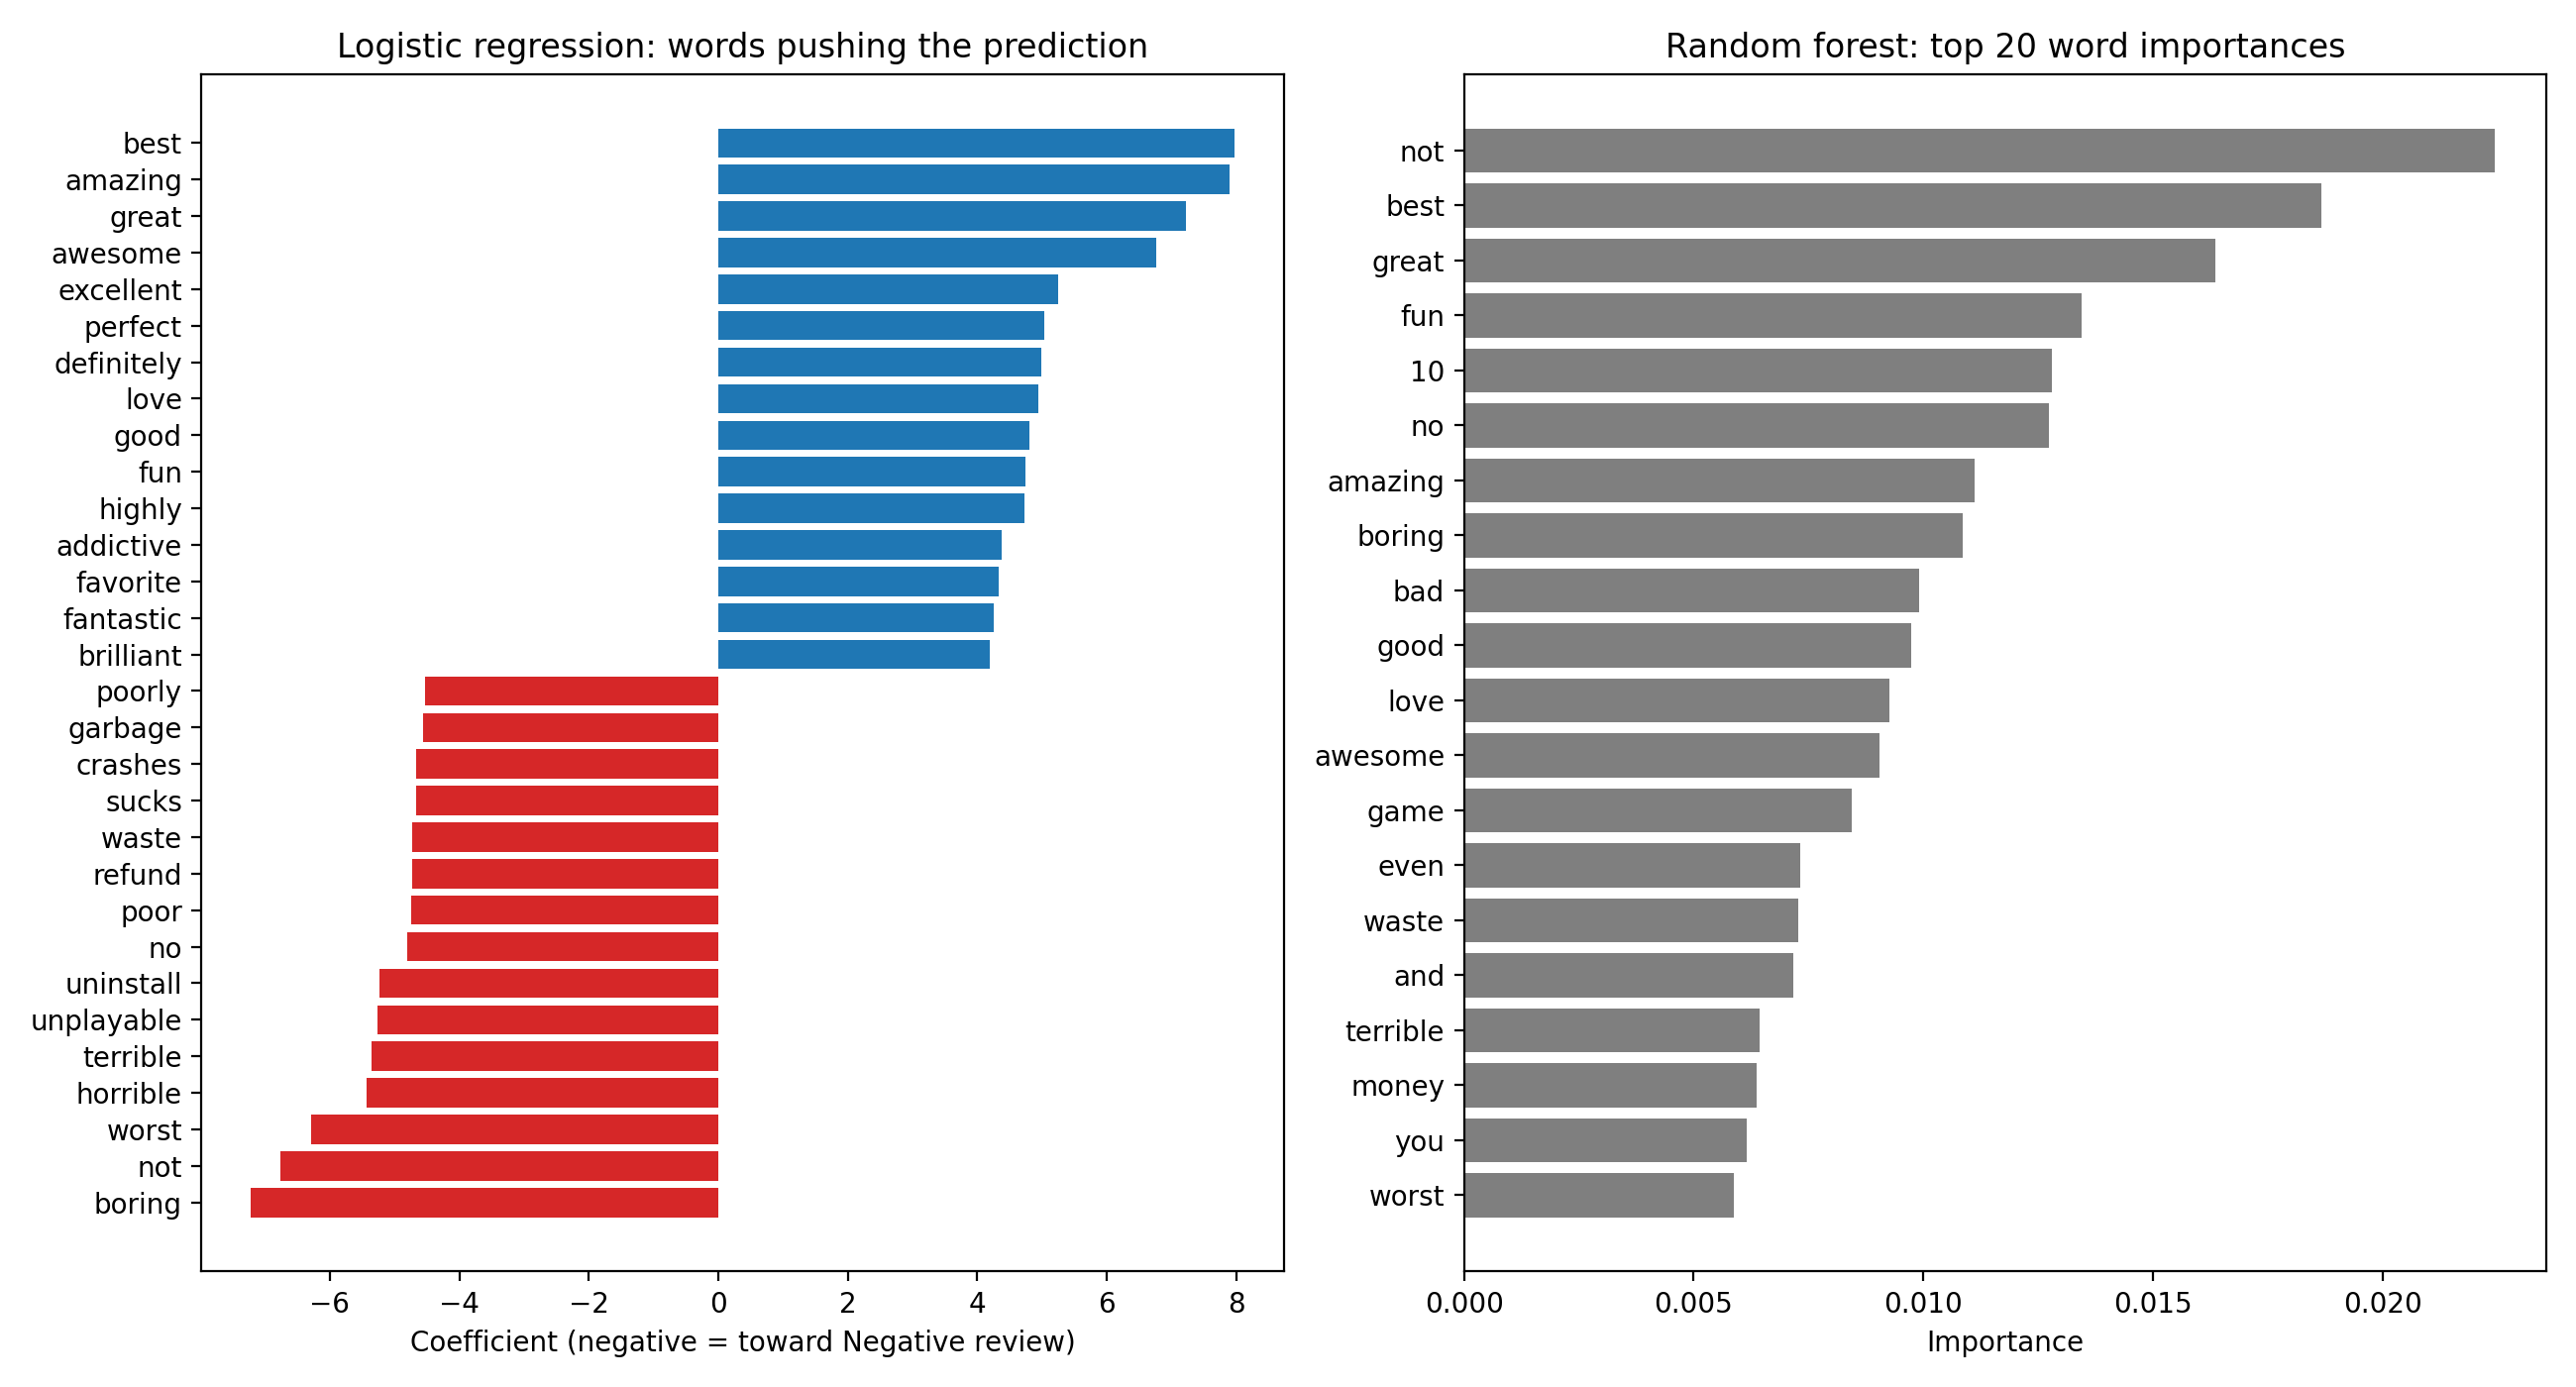 Logistic regression: words pushing the prediction
best
amazing
great
awesome
excellent
perfect
definitely
love
good
fun
highly
addictive
favorite
fantastic
brilliant
poorly
garbage
crashes
sucks
waste
refund
poor
no
uninstall
unplayable
terrible
horrible
worst
not
boring
−6 −4 −2 0 2 4 6 8
Coefficient (negative = toward Negative review)
Random forest: top 20 word importances
not
best
great
fun
10
no
amazing
boring
bad
good
love
awesome
game
even
waste
and
terrible
money
you
worst
0.000 0.005 0.010 0.015 0.020
Importance